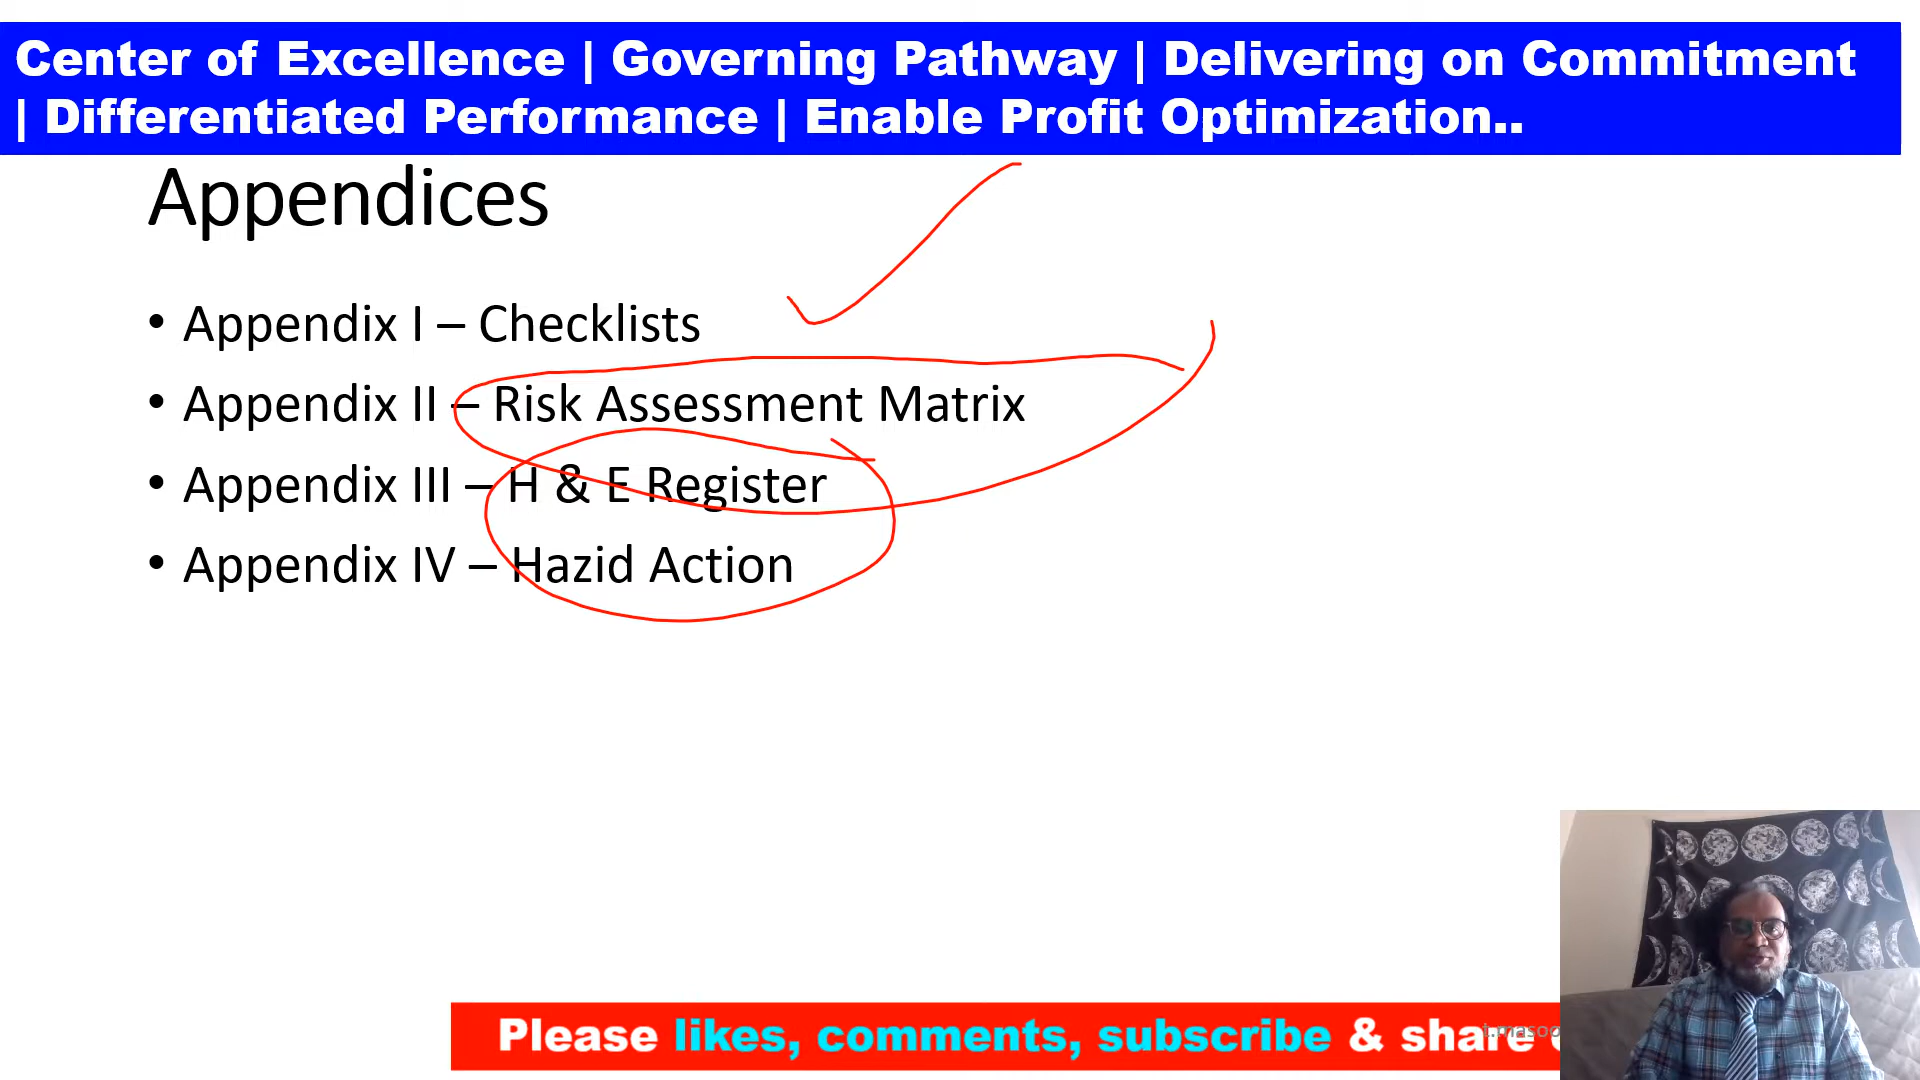 Center of Excellence | Governing Pathway | Delivering on Commitment
| Differentiated Performance | Enable Profit Optimization..
Appendices
• Appendix I – Checklists
• Appendix II – Risk Assessment Matrix
• Appendix III – H & E Register
• Appendix IV – Hazid Action
Please likes, comments, subscribe & share